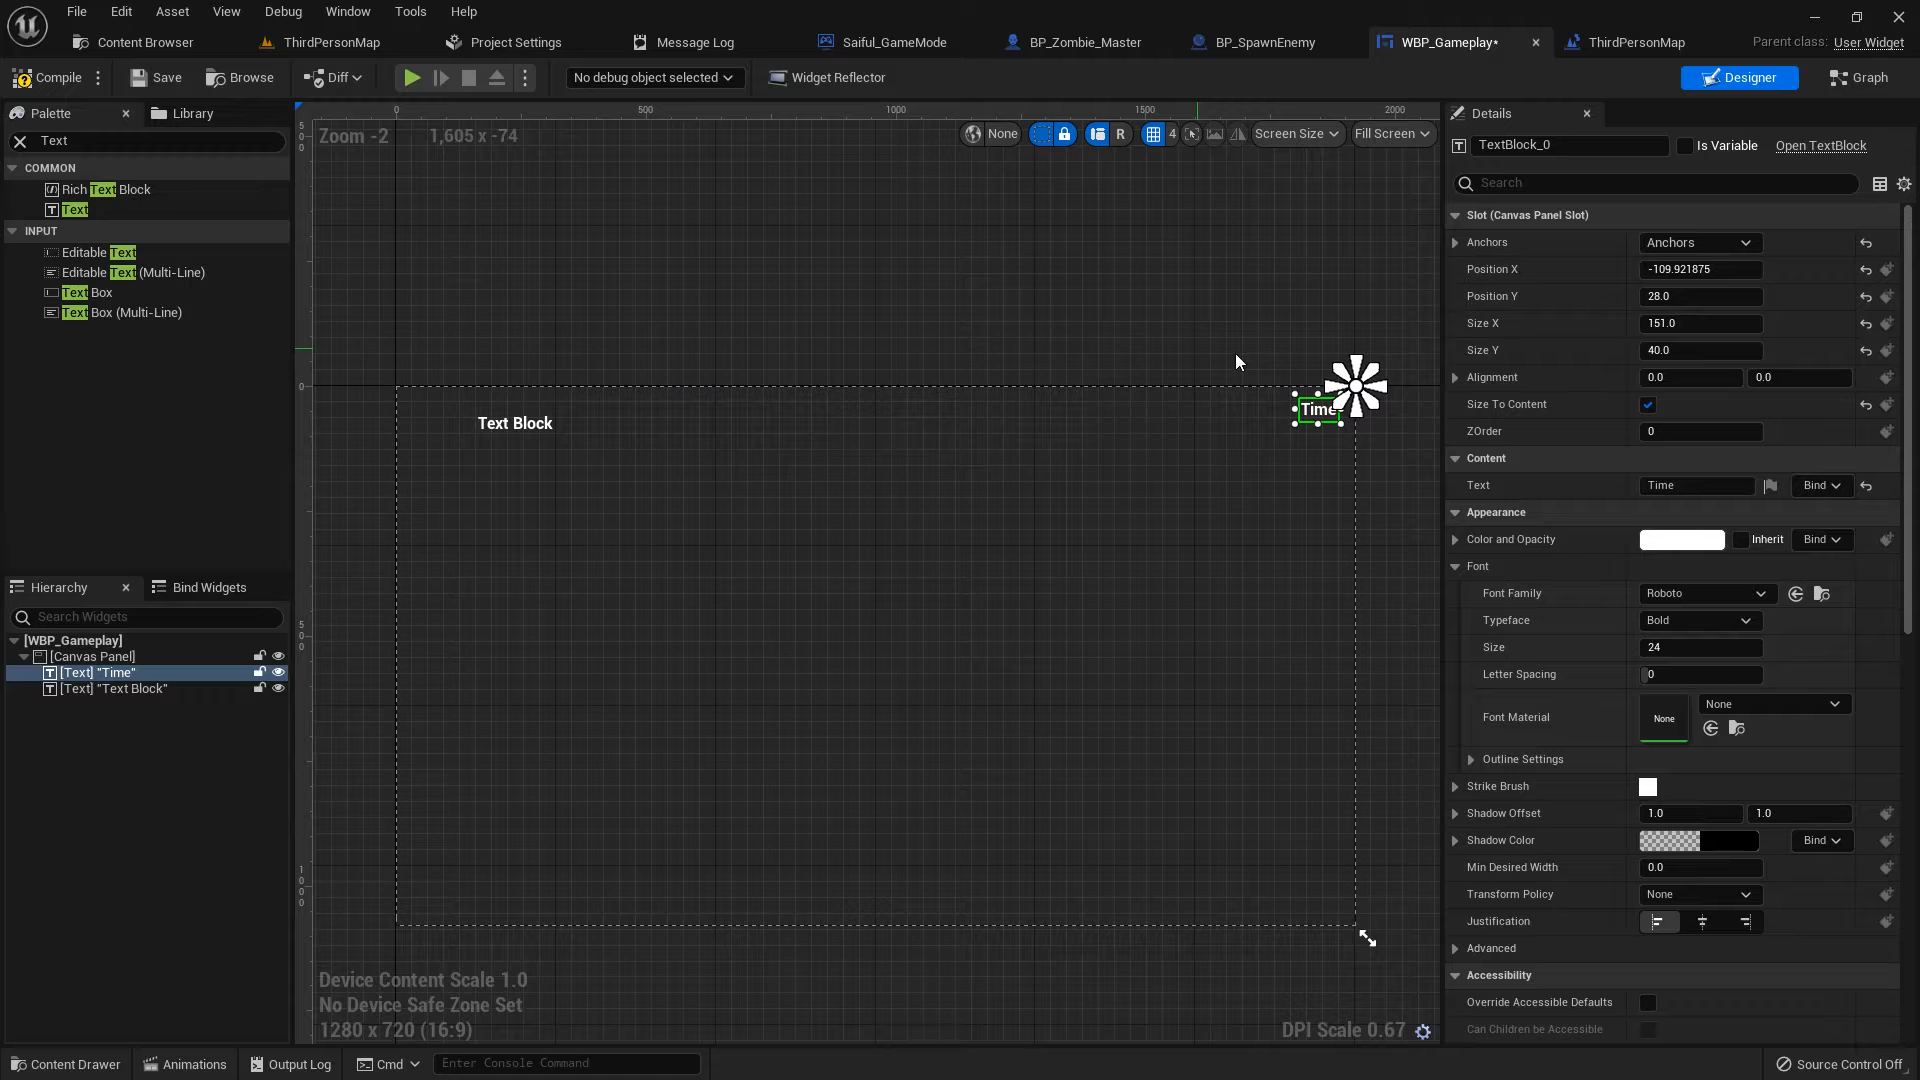 File Edit Asset View Debug Window Tools Help
Content Browser ThirdPersonMap Project Settings Message Log Saiful_GameMode BP_Zombie_Master BP_SpawnEnemy WBP_Gameplay* ThirdPersonMap Parent class: User Widget
Compile Save Browse Diff No debug object selected Widget Reflector Designer Graph
Palette Library
Text
COMMON
Rich Text Block
Text
INPUT
Editable Text
Editable Text (Multi-Line)
Text Box
Text Box (Multi-Line)
Hierarchy Bind Widgets
Search Widgets
[WBP_Gameplay]
[Canvas Panel]
[Text] "Time"
[Text] "Text Block"
0 500 1000 1500 2000
500
0
500
1000
Zoom -2 1,605 x -74
None R 4 Screen Size Fill Screen
Text Block
Time
Device Content Scale 1.0
No Device Safe Zone Set
1280 x 720 (16:9)
DPI Scale 0.67
Details
TextBlock_0 Is Variable Open TextBlock
Search
Slot (Canvas Panel Slot)
Anchors Anchors
Position X -109.921875
Position Y 28.0
Size X 151.0
Size Y 40.0
Alignment 0.0 0.0
Size To Content
ZOrder 0
Content
Text Time Bind
Appearance
Color and Opacity Inherit Bind
Font
Font Family Roboto
Typeface Bold
Size 24
Letter Spacing 0
Font Material None None
Outline Settings
Strike Brush
Shadow Offset 1.0 1.0
Shadow Color Bind
Min Desired Width 0.0
Transform Policy None
Justification
Advanced
Accessibility
Override Accessible Defaults
Can Children be Accessible
Content Drawer Animations Output Log Cmd Enter Console Command Source Control Off